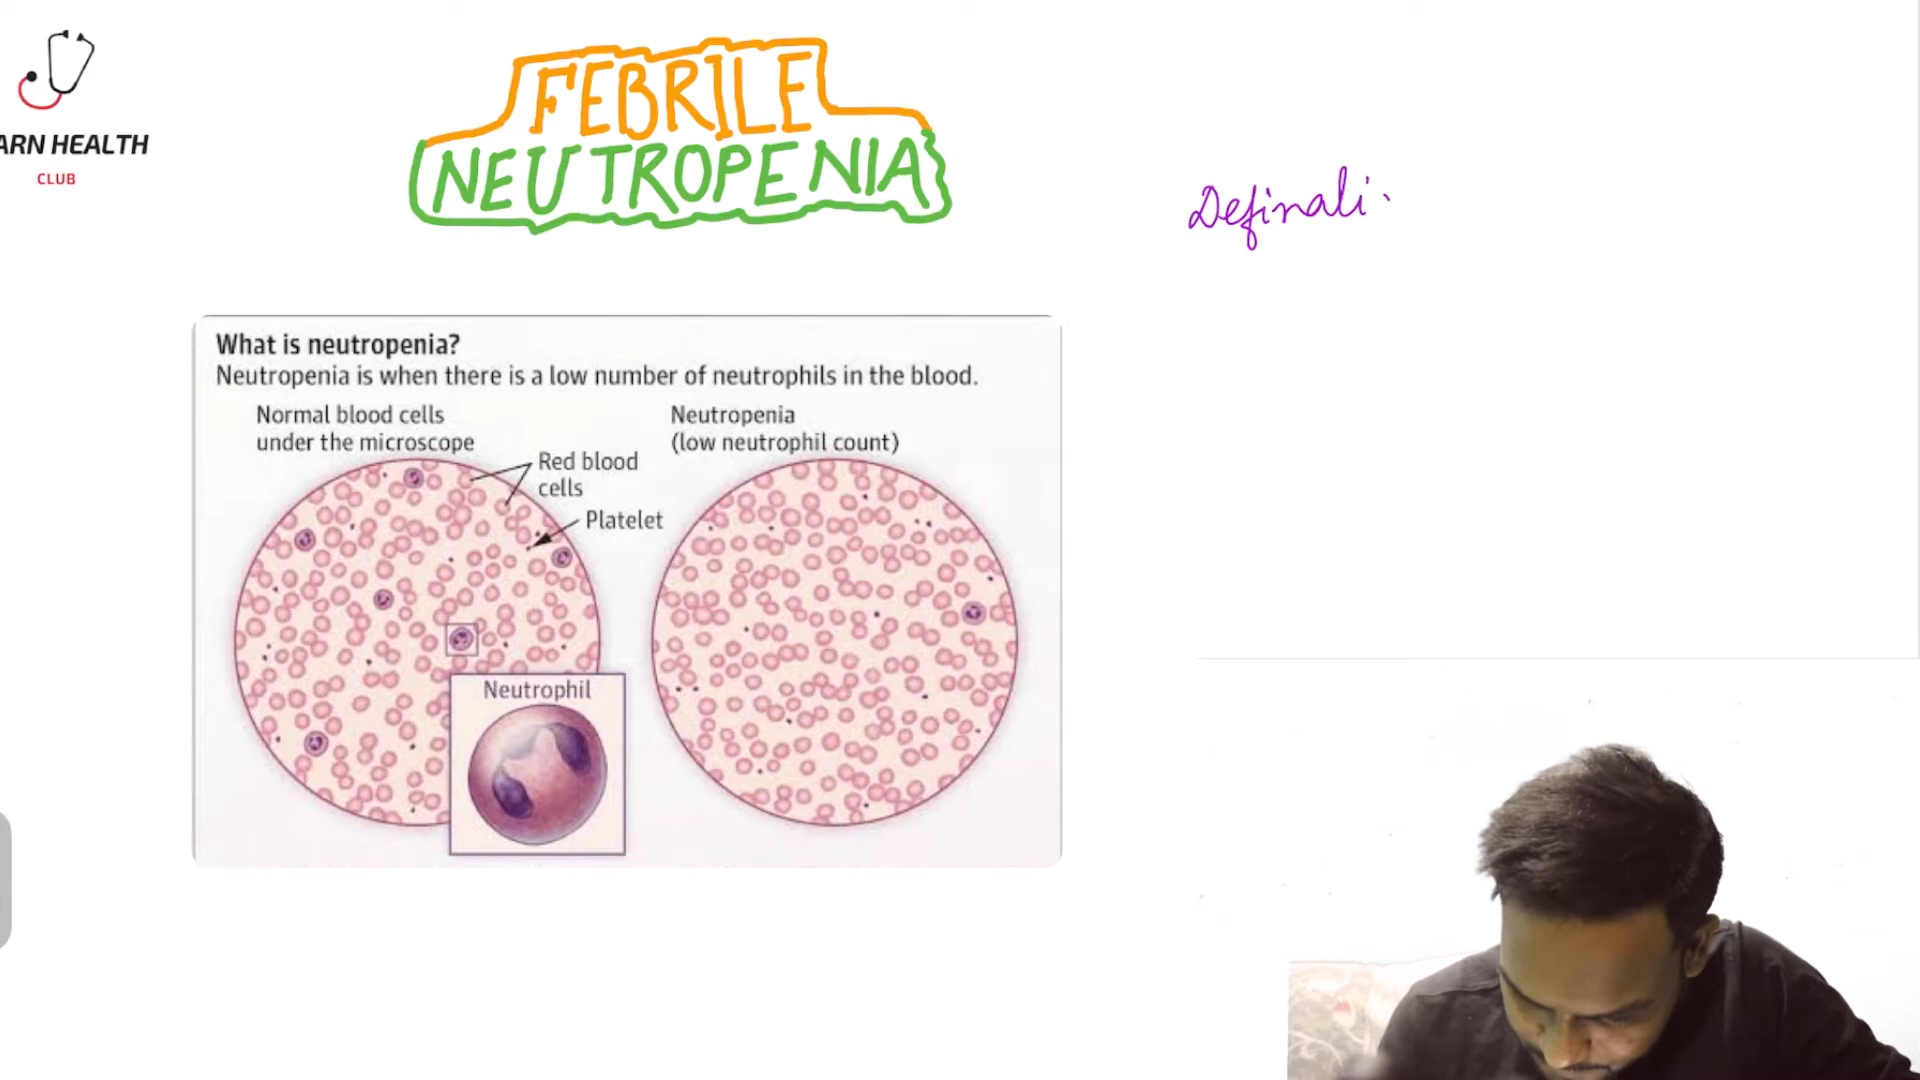 ARN HEALTH
CLUB
FEBRILE
NEUTROPENIA
Definali
What is neutropenia?
Neutropenia is when there is a low number of neutrophils in the blood.
Normal blood cells
under the microscope
Red blood
cells
Platelet
Neutrophil
Neutropenia
(low neutrophil count)